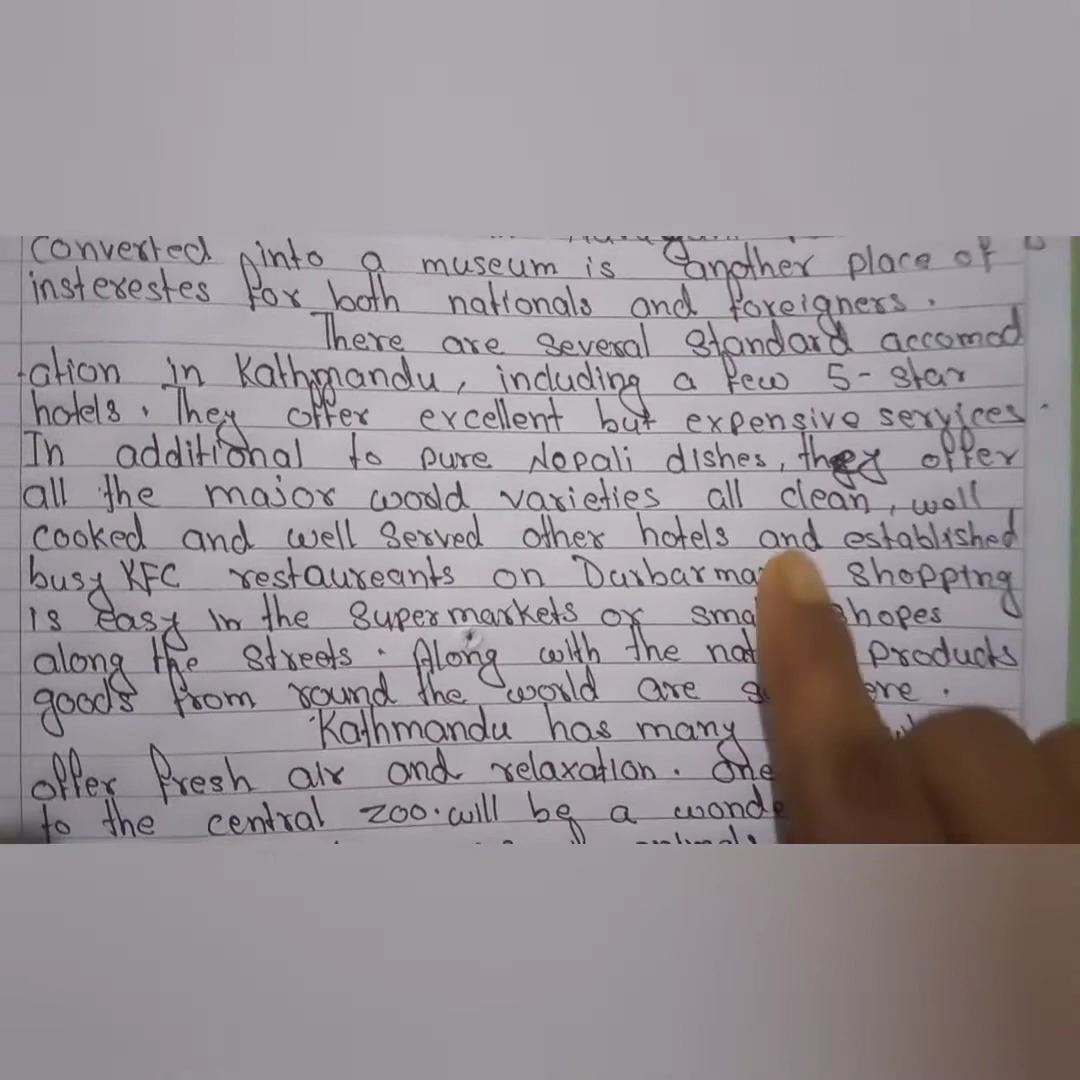 converted into a museum is another place of
insterestes for both nationals and foreigners.
There are several standard accomod
-ation in Kathmandu, including a few 5-star
hotels. They offer excellent but expensive services.
In additional to pure Nepali dishes, they offer
all the major world varieties all clean, well
cooked and well served other hotels and established
busy KFC restaureants on Shopping
is easy in the supermarkets or shopes
along the streets. Along with the products
goods from round the world are
Kathmandu has many
offer fresh air and relaxation. One
to the central zoo. will be a